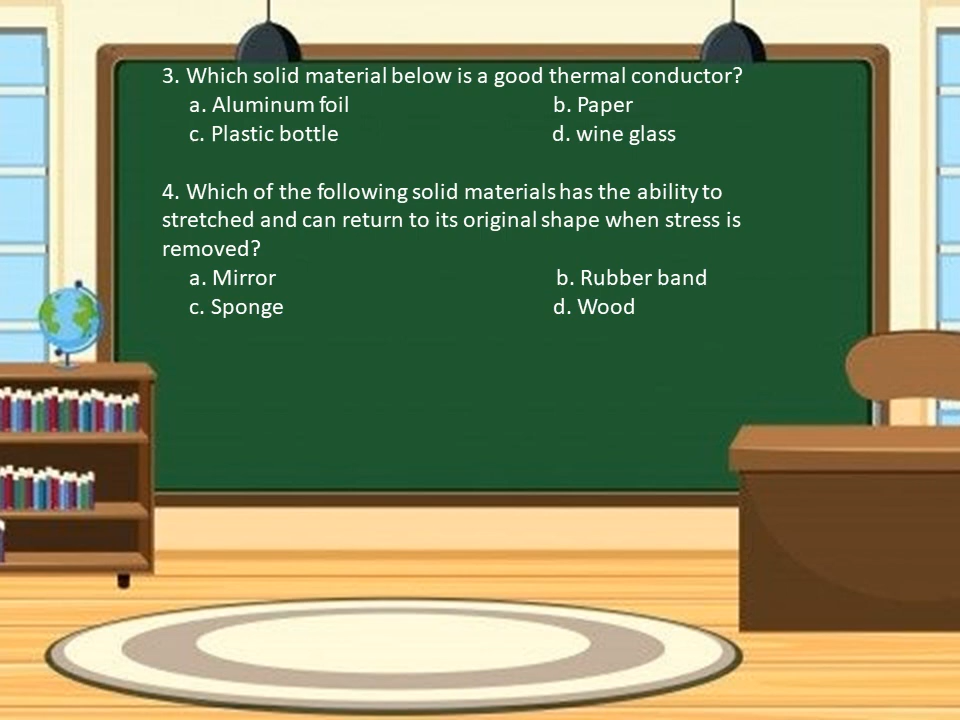 3. Which solid material below is a good thermal conductor?
a. Aluminum foil b. Paper
c. Plastic bottle d. wine glass
4. Which of the following solid materials has the ability to
stretched and can return to its original shape when stress is
removed?
a. Mirror b. Rubber band
c. Sponge d. Wood